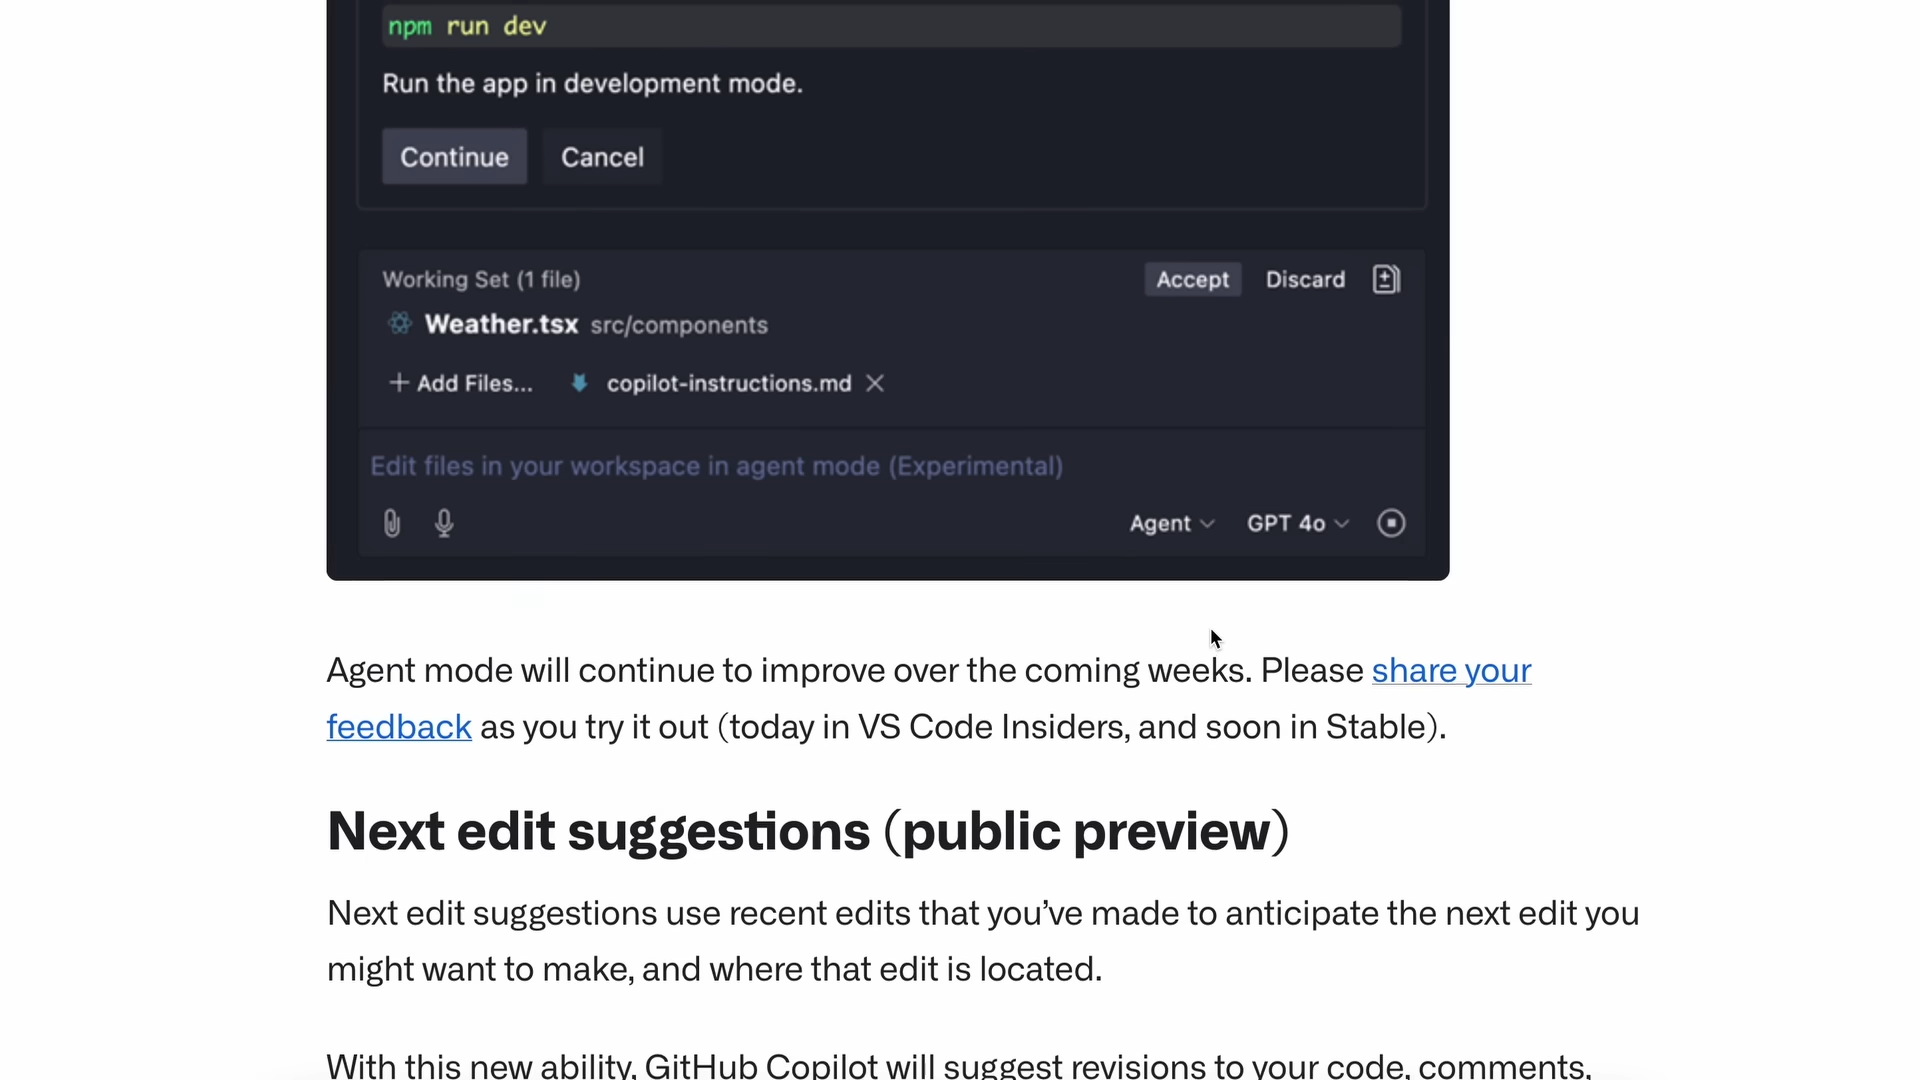 npm run dev
Run the app in development mode.
Continue Cancel
Working Set (1 file) Accept Discard
Weather.tsx src/components
+ Add Files... copilot-instructions.md ×
Edit files in your workspace in agent mode (Experimental)
Agent GPT 4o
Agent mode will continue to improve over the coming weeks. Please share your
feedback as you try it out (today in VS Code Insiders, and soon in Stable).
Next edit suggestions (public preview)
Next edit suggestions use recent edits that you’ve made to anticipate the next edit you
might want to make, and where that edit is located.
With this new ability, GitHub Copilot will suggest revisions to your code, comments,